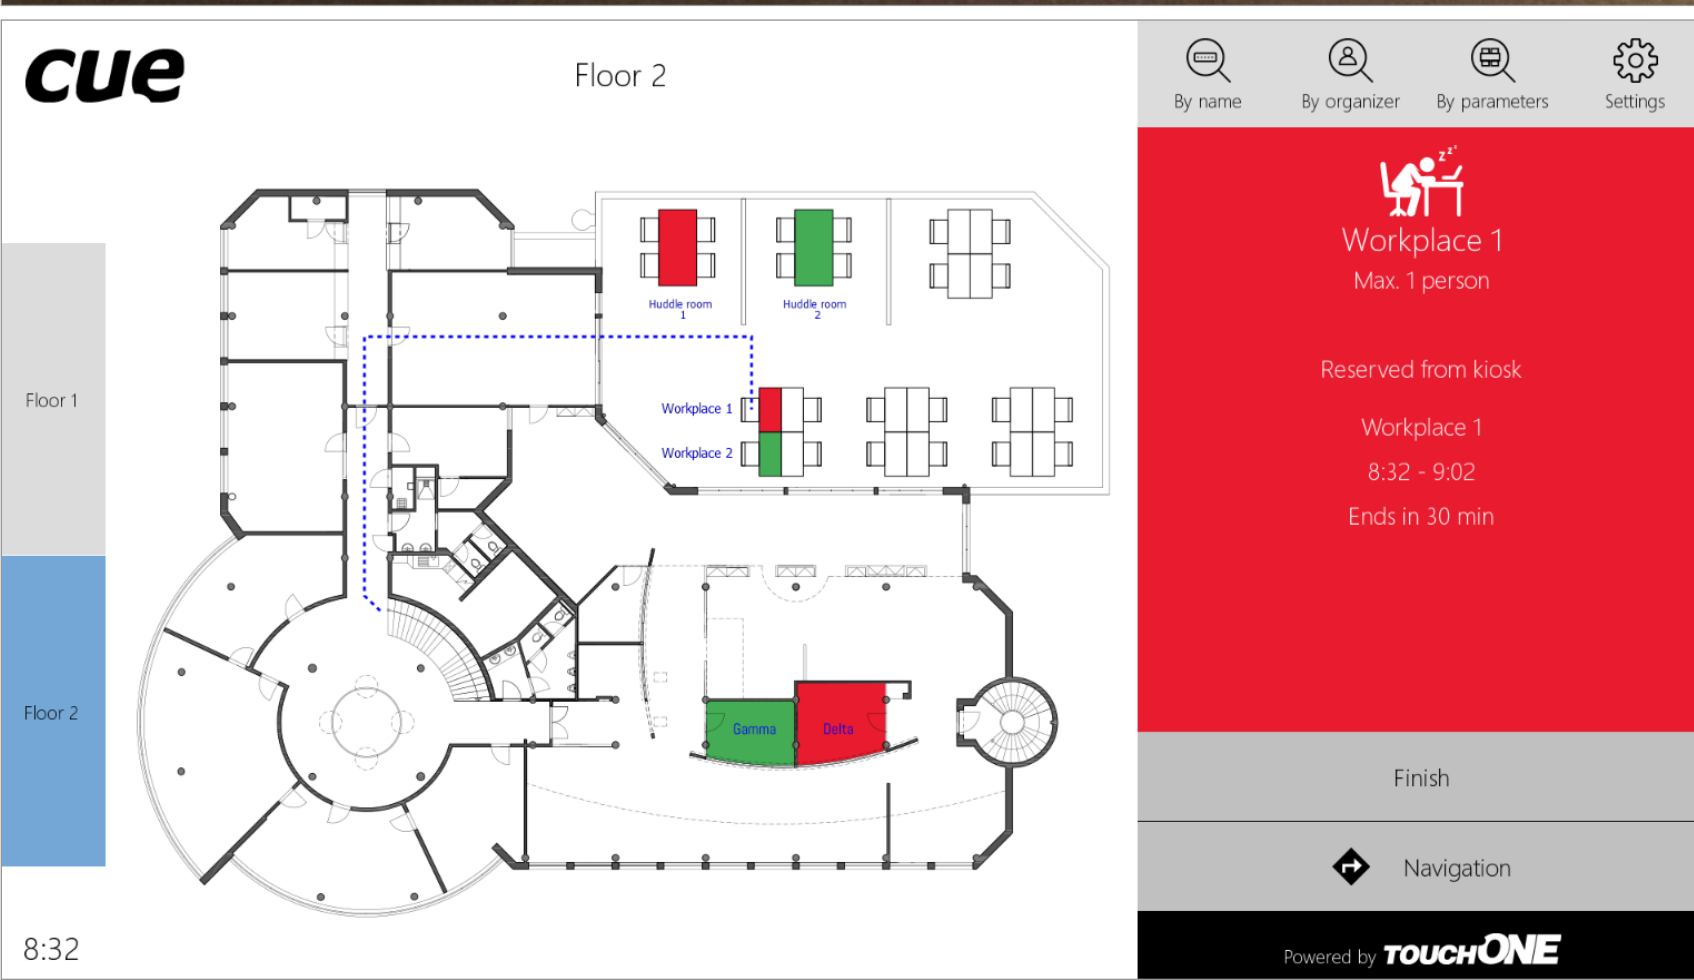 cue
Floor 2
By name
By organizer
By parameters
Settings
zzz
Workplace 1
Max. 1 person
Reserved from kiosk
Workplace 1
8:32 - 9:02
Ends in 30 min
Finish
Navigation
Powered by TOUCHONE
Floor 1
Floor 2
8:32
Huddle room
1
Huddle room
2
Workplace 1
Workplace 2
Gamma
Delta